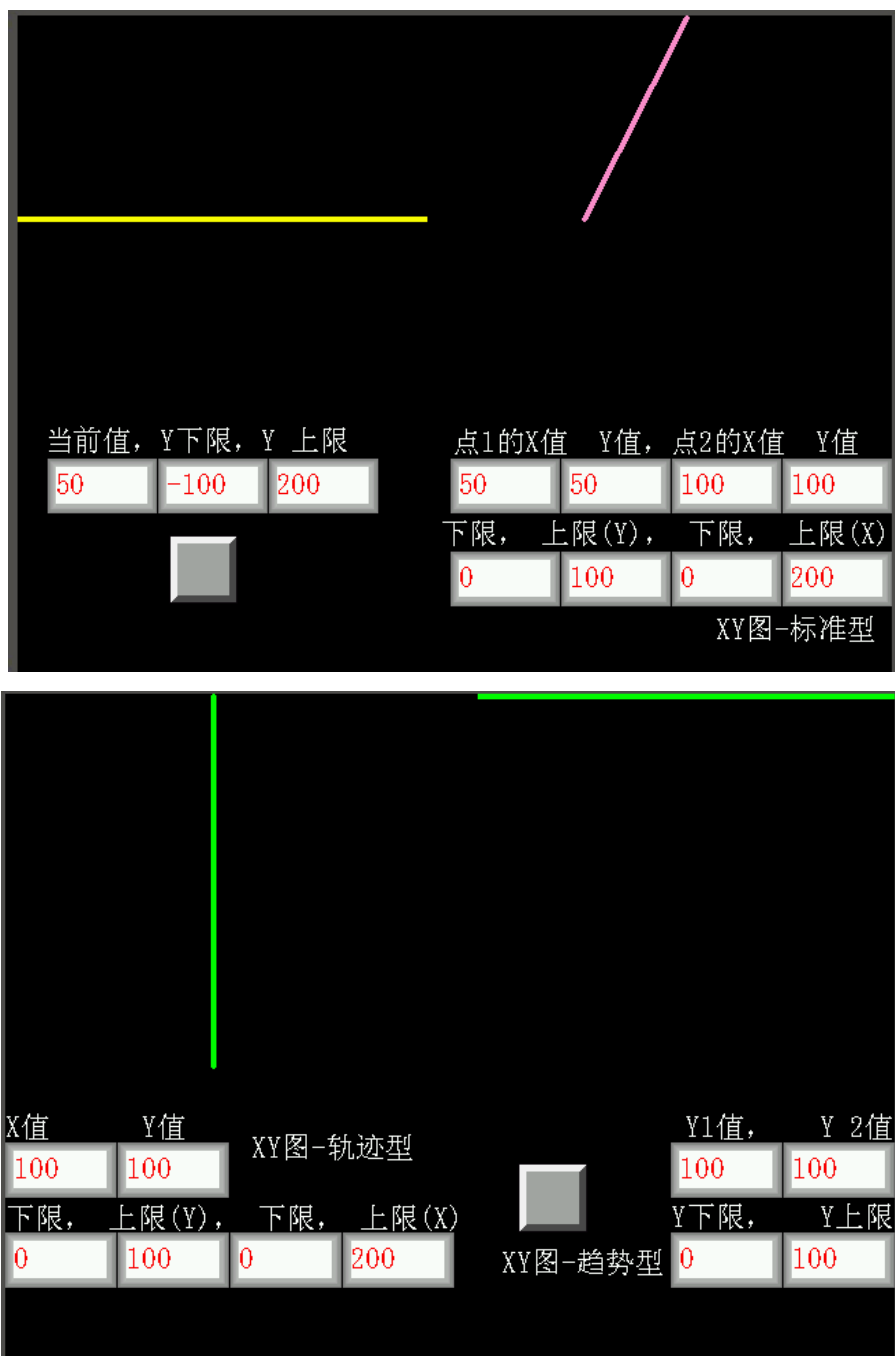 当前值，Y下限，Y 上限
50 -100 200
点1的X值 Y值，点2的X值 Y值
50 50 100 100
下限， 上限(Y)， 下限， 上限(X)
0 100 0 200
XY图-标准型
X值 Y值
100 100
XY图-轨迹型
下限， 上限(Y)， 下限， 上限(X)
0 100 0 200
Y1值， Y 2值
100 100
Y下限， Y上限
0 100
XY图-趋势型